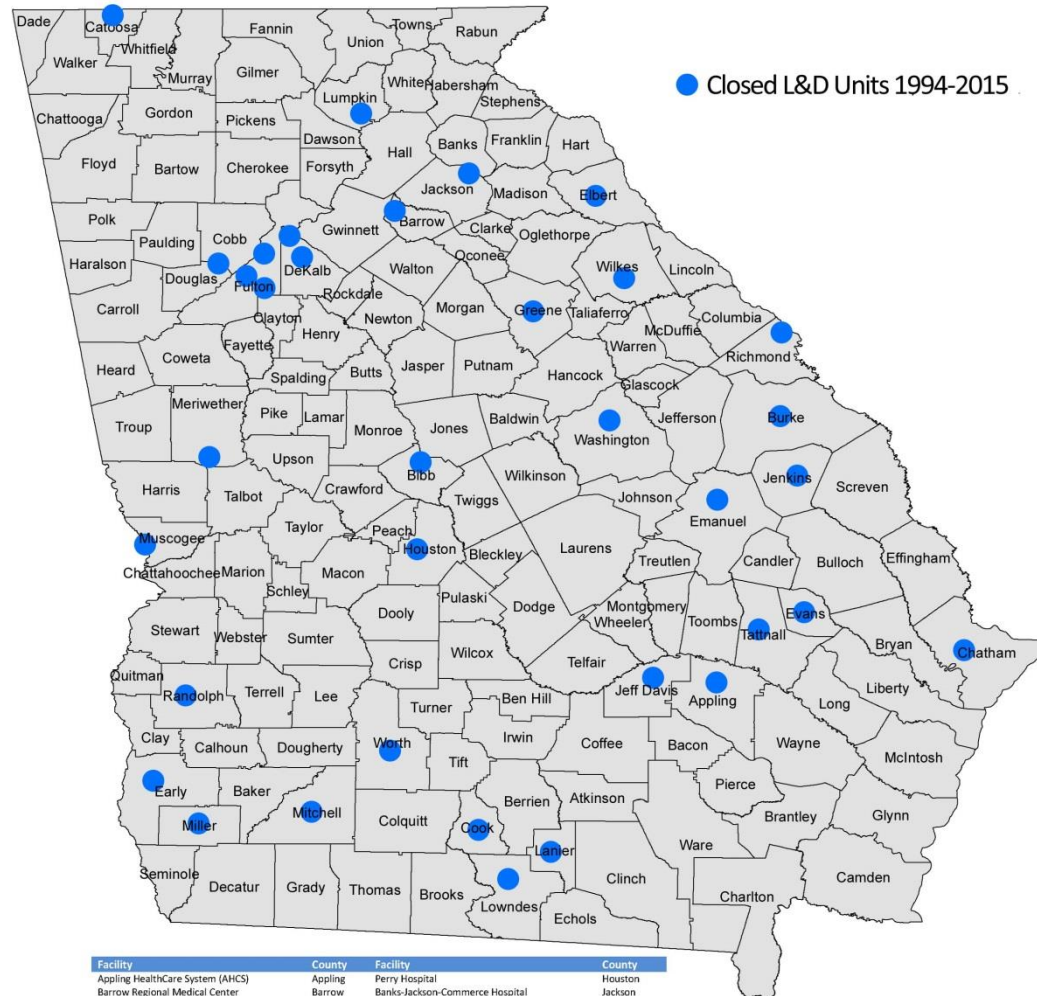 Closed L&D Units 1994-2015
Dade
Catoosa
Fannin
Towns
Rabun
Union
Whitfield
Walker
Murray
Gilmer
White
Habersham
Lumpkin
Stephens
Chattooga
Gordon
Pickens
Dawson
Banks
Franklin
Hart
Hall
Floyd
Bartow
Cherokee
Forsyth
Jackson
Madison
Elbert
Polk
Paulding
Cobb
Gwinnett
Barrow
Clarke
Oglethorpe
Haralson
Douglas
DeKalb
Walton
Oconee
Wilkes
Lincoln
Fulton
Rockdale
Carroll
Clayton
Newton
Morgan
Greene
Taliaferro
Columbia
McDuffie
Henry
Fayette
Coweta
Warren
Richmond
Heard
Spalding
Butts
Jasper
Putnam
Hancock
Glascock
Meriwether
Troup
Pike
Lamar
Monroe
Jones
Baldwin
Washington
Jefferson
Burke
Upson
Bibb
Wilkinson
Jenkins
Screven
Harris
Talbot
Crawford
Twiggs
Johnson
Emanuel
Taylor
Peach
Muscogee
Houston
Bleckley
Laurens
Treutlen
Candler
Bulloch
Effingham
Chattahoochee
Marion
Macon
Schley
Pulaski
Dooly
Dodge
Montgomery
Wheeler
Toombs
Tattnall
Evans
Stewart
Webster
Sumter
Wilcox
Crisp
Telfair
Bryan
Chatham
Quitman
Randolph
Terrell
Lee
Ben Hill
Jeff Davis
Appling
Liberty
Long
Turner
Clay
Calhoun
Dougherty
Worth
Irwin
Coffee
Bacon
Wayne
McIntosh
Tift
Early
Baker
Pierce
Berrien
Atkinson
Miller
Mitchell
Colquitt
Cook
Brantley
Glynn
Lanier
Ware
Seminole
Decatur
Grady
Thomas
Brooks
Lowndes
Clinch
Charlton
Camden
Echols
Facility County Facility County
Appling HealthCare System (AHCS) Appling Perry Hospital Houston
Barrow Regional Medical Center Barrow Banks-Jackson-Commerce Hospital Jackson